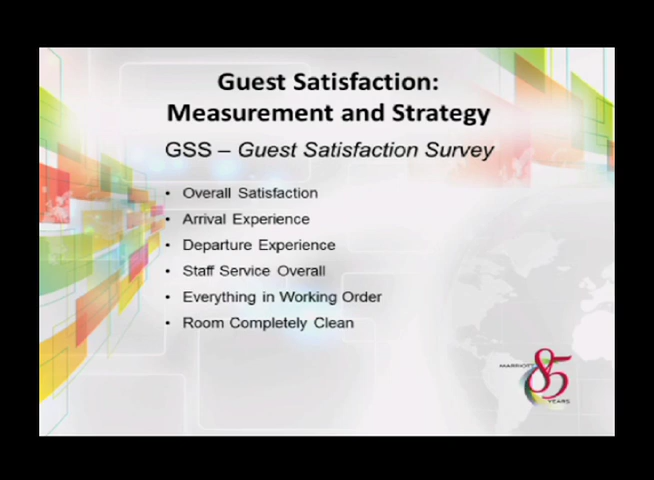 Guest Satisfaction:
Measurement and Strategy
GSS – Guest Satisfaction Survey
• Overall Satisfaction
• Arrival Experience
• Departure Experience
• Staff Service Overall
• Everything in Working Order
• Room Completely Clean
MARRIOTT 85
YEARS